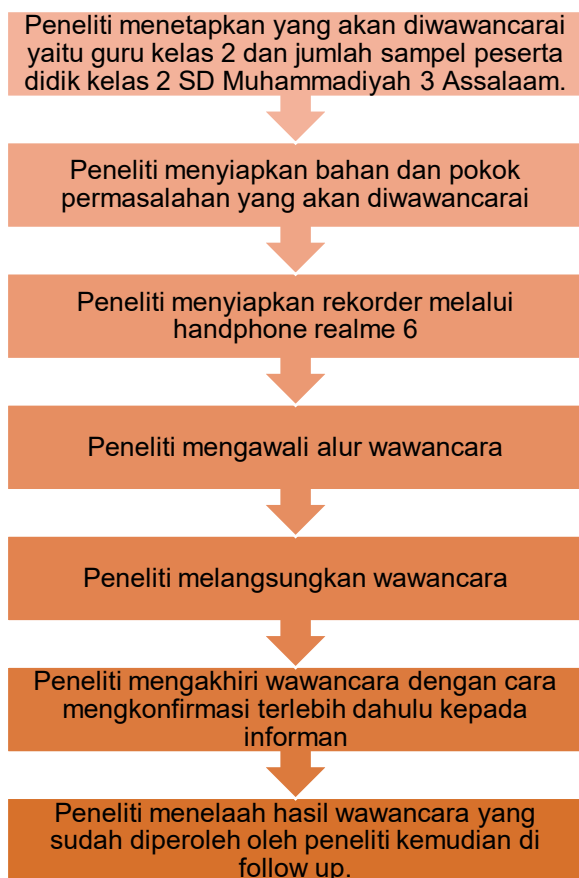 Peneliti menetapkan yang akan diwawancarai
yaitu guru kelas 2 dan jumlah sampel peserta
didik kelas 2 SD Muhammadiyah 3 Assalaam.
Peneliti menyiapkan bahan dan pokok
permasalahan yang akan diwawancarai
Peneliti menyiapkan rekorder melalui
handphone realme 6
Peneliti mengawali alur wawancara
Peneliti melangsungkan wawancara
Peneliti mengakhiri wawancara dengan cara
mengkonfirmasi terlebih dahulu kepada
informan
Peneliti menelaah hasil wawancara yang
sudah diperoleh oleh peneliti kemudian di
follow up.